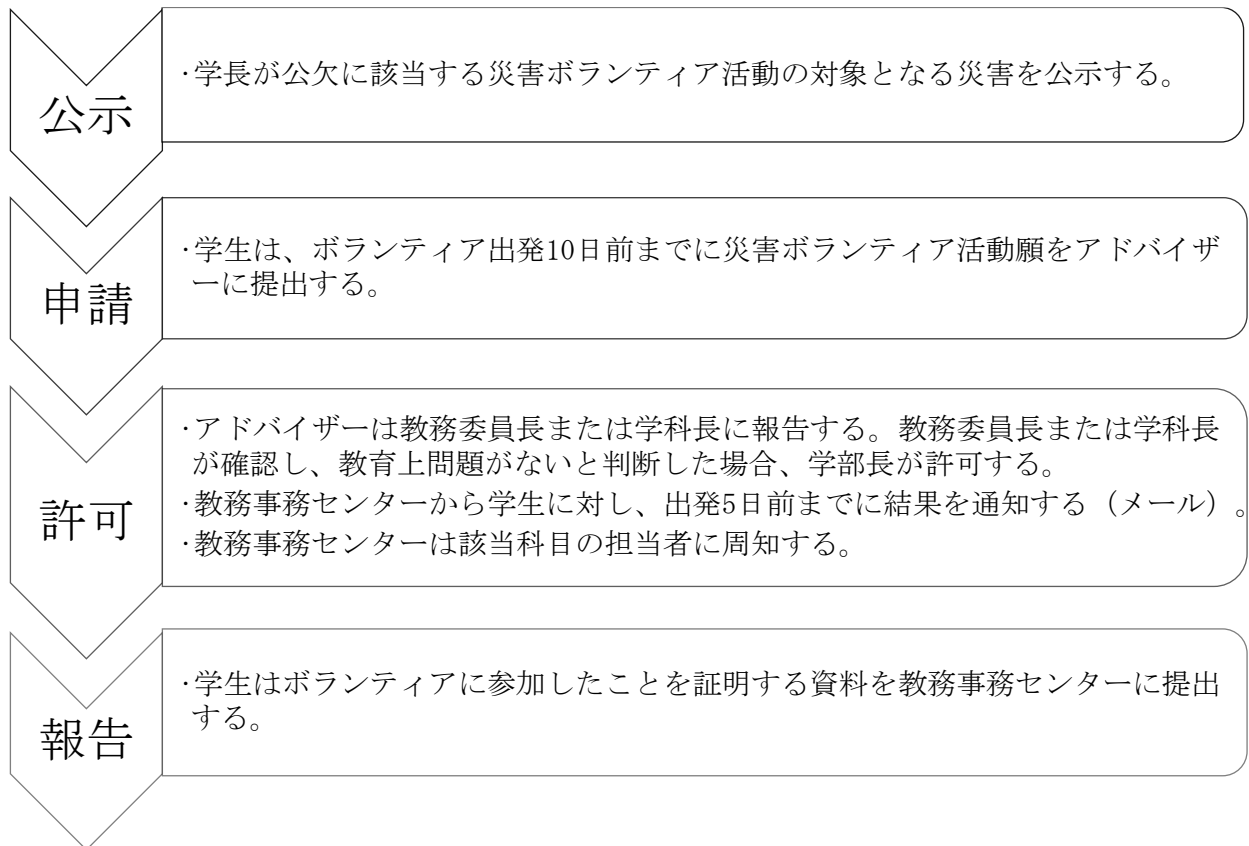 公示
·学長が公欠に該当する災害ボランティア活動の対象となる災害を公示する。
申請
·学生は、ボランティア出発10日前までに災害ボランティア活動願をアドバイザ
ーに提出する。
許可
·アドバイザーは教務委員長または学科長に報告する。教務委員長または学科長
が確認し、教育上問題がないと判断した場合、学部長が許可する。
·教務事務センターから学生に対し、出発5日前までに結果を通知する（メール）。
·教務事務センターは該当科目の担当者に周知する。
報告
·学生はボランティアに参加したことを証明する資料を教務事務センターに提出
する。